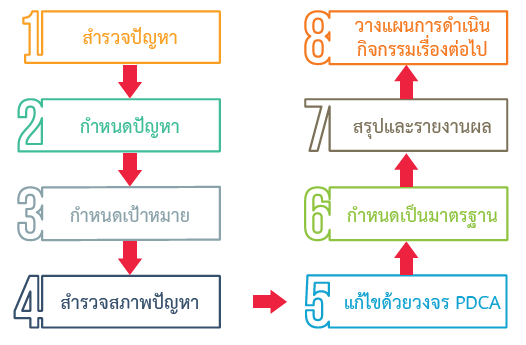 1
สำรวจปัญหา
2
กำหนดปัญหา
3
กำหนดเป้าหมาย
4
สำรวจสภาพปัญหา
5
แก้ไขด้วยวงจร PDCA
6
กำหนดเป็นมาตรฐาน
7
สรุปและรายงานผล
8
วางแผนการดำเนิน
กิจกรรมเรื่องต่อไป